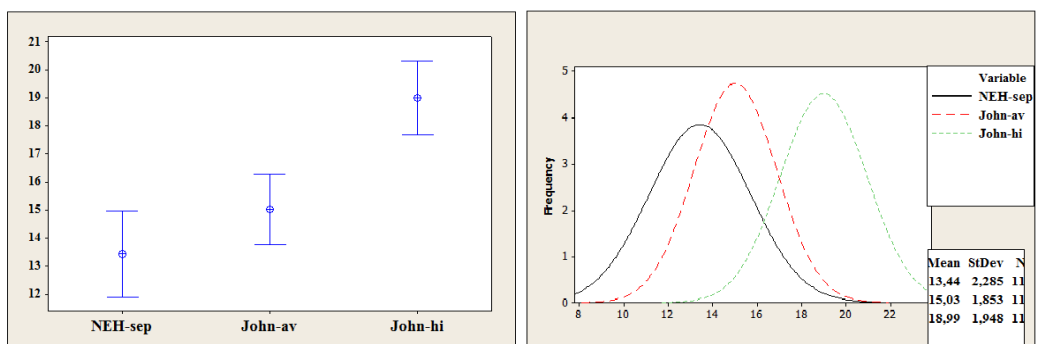 21
20
19
18
17
16
15
14
13
12
NEH-sep John-av John-hi
Frequency
5
4
3
2
1
0
8 10 12 14 16 18 20 22
Variable
NEH-sep
John-av
John-hi
Mean StDev N
13,44 2,285 11
15,03 1,853 11
18,99 1,948 11